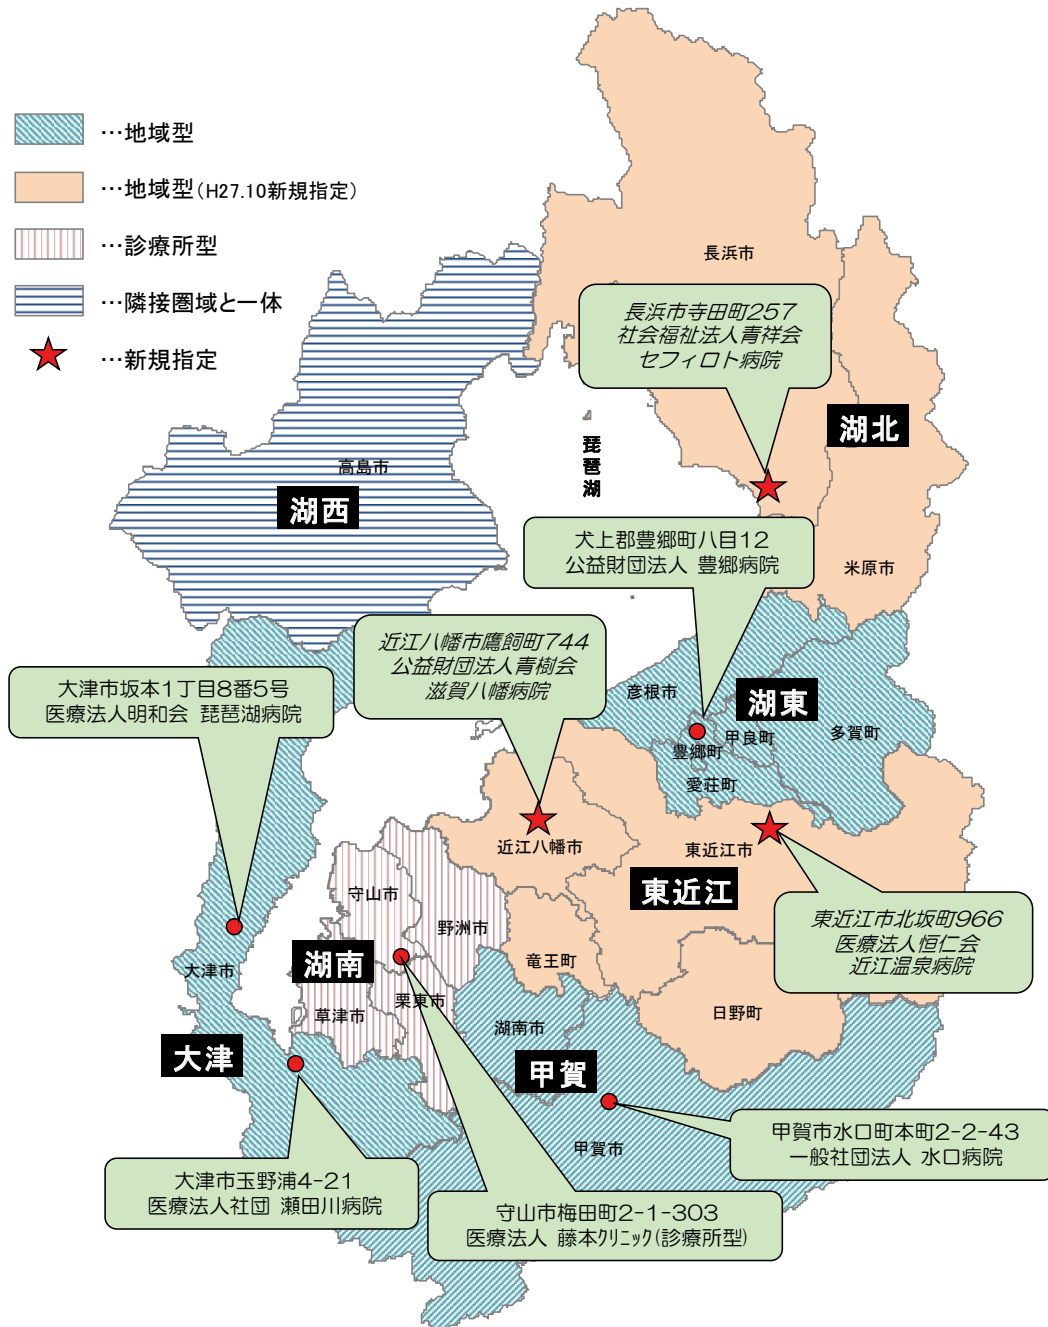 …地域型
…地域型(H27.10新規指定)
…診療所型
…隣接圏域と一体
…新規指定
長浜市
長浜市寺田町257
社会福祉法人青祥会
セフィロト病院
湖北
琵琶湖
高島市
湖西
犬上郡豊郷町八目12
公益財団法人 豊郷病院
米原市
近江八幡市鷹飼町744
公益財団法人青樹会
滋賀八幡病院
大津市坂本1丁目8番5号
医療法人明和会 琵琶湖病院
彦根市
湖東
多賀町
甲良町
豊郷町
愛荘町
近江八幡市
東近江市
東近江
守山市
野洲市
東近江市北坂町966
医療法人恒仁会
近江温泉病院
湖南
竜王町
大津市
栗東市
草津市
日野町
湖南市
大津
甲賀
甲賀市
甲賀市水口町本町2-2-43
一般社団法人 水口病院
大津市玉野浦4-21
医療法人社団 瀬田川病院
守山市梅田町2-1-303
医療法人 藤本クリニック(診療所型)